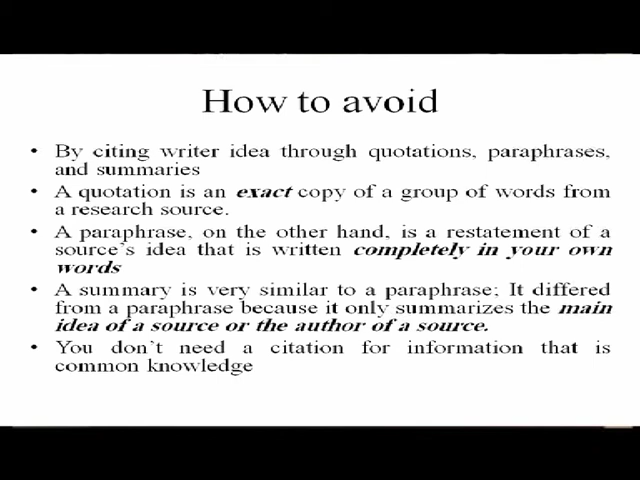 How to avoid
• By citing writer idea through quotations, paraphrases,
and summaries
• A quotation is an exact copy of a group of words from
a research source.
• A paraphrase, on the other hand, is a restatement of a
source's idea that is written completely in your own
words
• A summary is very similar to a paraphrase; It differed
from a paraphrase because it only summarizes the main
idea of a source or the author of a source.
• You don't need a citation for information that is
common knowledge